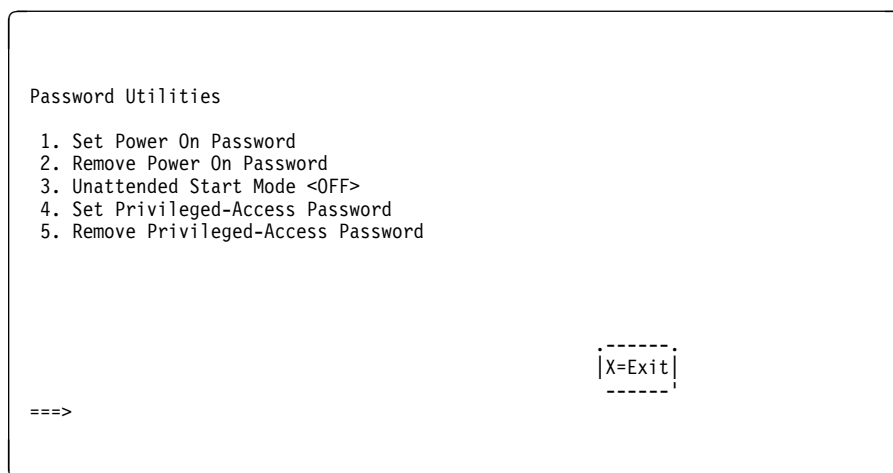 Password Utilities
1. Set Power On Password
2. Remove Power On Password
3. Unattended Start Mode <OFF>
4. Set Privileged-Access Password
5. Remove Privileged-Access Password
.------.
|X=Exit|
------'
===>